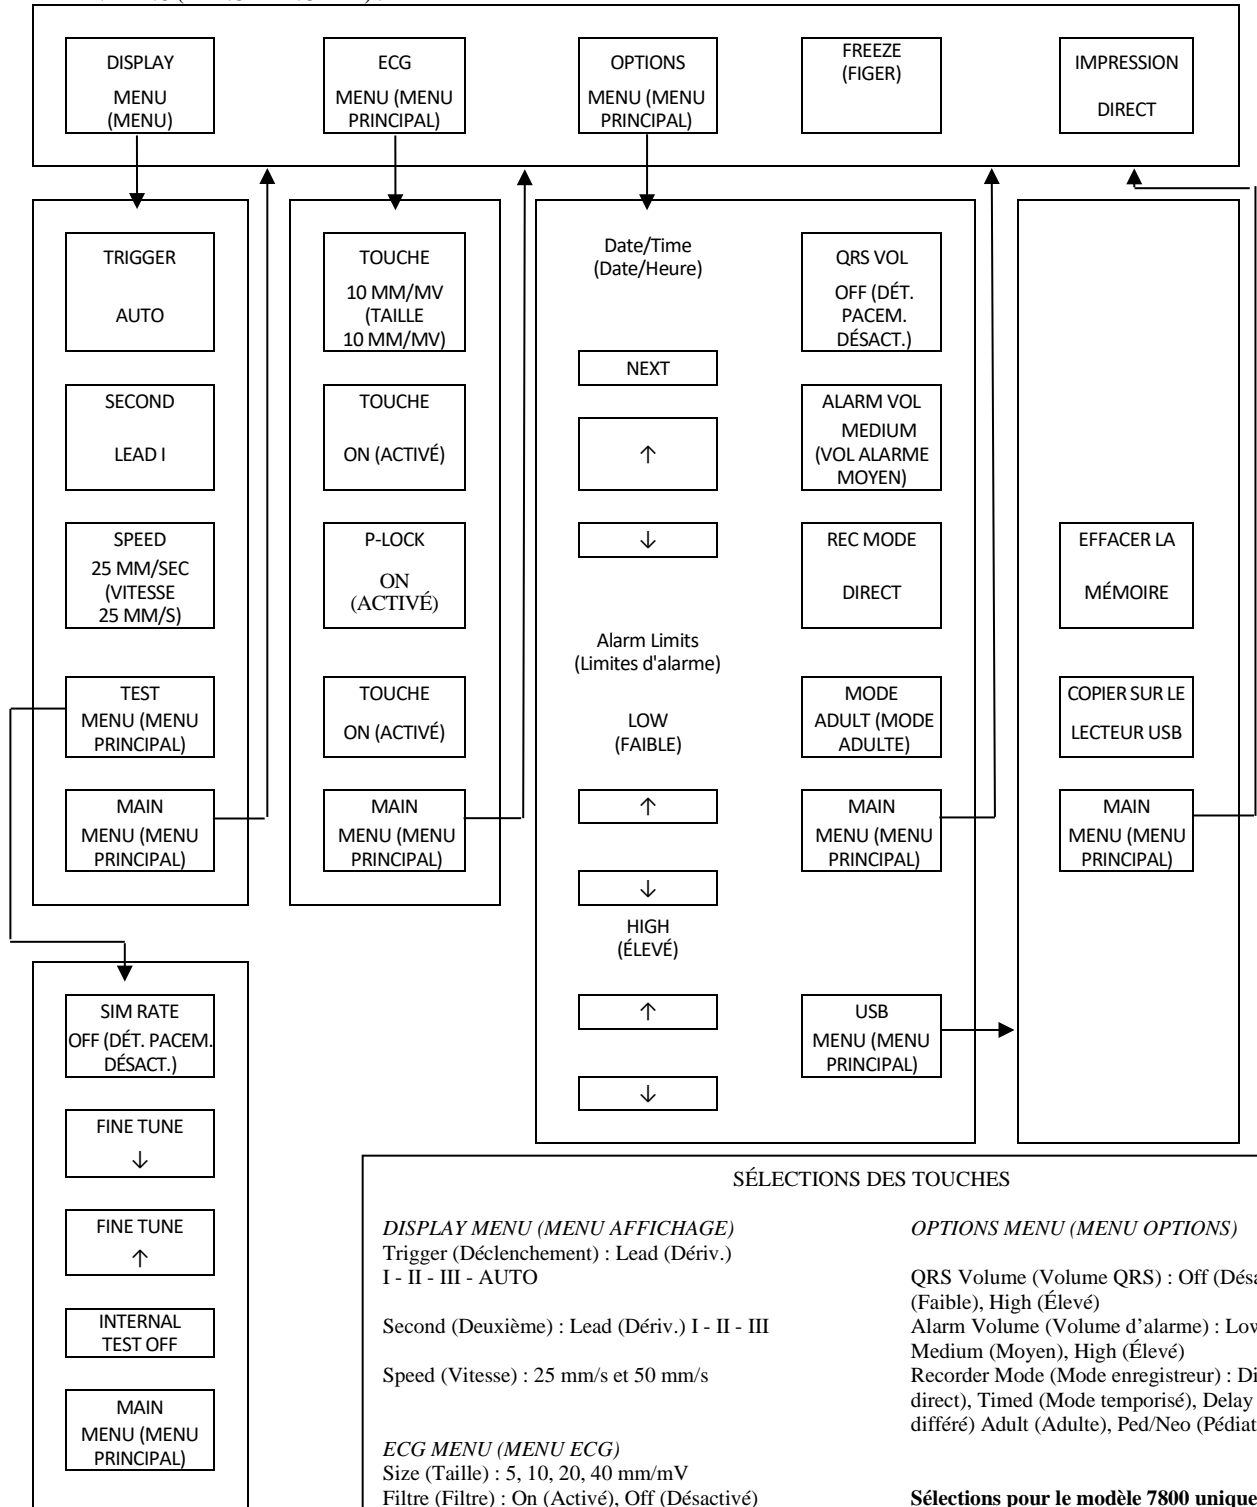 DISPLAY
MENU
(MENU)
ECG
MENU (MENU
PRINCIPAL)
OPTIONS
MENU (MENU
PRINCIPAL)
FREEZE
(FIGER)
IMPRESSION
DIRECT
TRIGGER
AUTO
SECOND
LEAD I
SPEED
25 MM/SEC
(VITESSE
25 MM/S)
TEST
MENU (MENU
PRINCIPAL)
MAIN
MENU (MENU
PRINCIPAL)
TOUCHE
10 MM/MV
(TAILLE
10 MM/MV)
TOUCHE
ON (ACTIVÉ)
P-LOCK
ON
(ACTIVÉ)
TOUCHE
ON (ACTIVÉ)
MAIN
MENU (MENU
PRINCIPAL)
Date/Time
(Date/Heure)
NEXT
↑
↓
Alarm Limits
(Limites d'alarme)
LOW
(FAIBLE)
↑
↓
HIGH
(ÉLEVÉ)
↑
↓
QRS VOL
OFF (DÉT.
PACEM.
DÉSACT.)
ALARM VOL
MEDIUM
(VOL ALARME
MOYEN)
REC MODE
DIRECT
MODE
ADULT (MODE
ADULTE)
MAIN
MENU (MENU
PRINCIPAL)
USB
MENU (MENU
PRINCIPAL)
EFFACER LA
MÉMOIRE
COPIER SUR LE
LECTEUR USB
MAIN
MENU (MENU
PRINCIPAL)
SIM RATE
OFF (DÉT. PACEM.
DÉSACT.)
FINE TUNE
↓
FINE TUNE
↑
INTERNAL
TEST OFF
MAIN
MENU (MENU
PRINCIPAL)
SÉLECTIONS DES TOUCHES
DISPLAY MENU (MENU AFFICHAGE)
Trigger (Déclenchement) : Lead (Dériv.)
I - II - III - AUTO
Second (Deuxième) : Lead (Dériv.) I - II - III
Speed (Vitesse) : 25 mm/s et 50 mm/s
ECG MENU (MENU ECG)
Size (Taille) : 5, 10, 20, 40 mm/mV
Filtre (Filtre) : On (Activé), Off (Désactivé)
OPTIONS MENU (MENU OPTIONS)
QRS Volume (Volume QRS) : Off (Désa
(Faible), High (Élevé)
Alarm Volume (Volume d’alarme) : Low
Medium (Moyen), High (Élevé)
Recorder Mode (Mode enregistreur) : Di
direct), Timed (Mode temporisé), Delay
différé) Adult (Adulte), Ped/Neo (Pédiat
Sélections pour le modèle 7800 unique